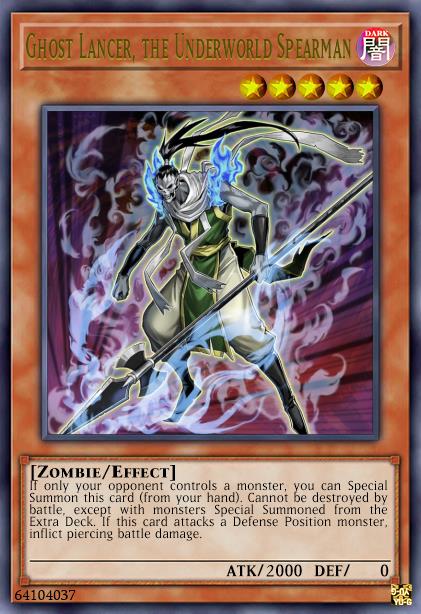 Ghost Lancer, the Underworld Spearman
DARK
闇
[Zombie/Effect]
If only your opponent controls a monster, you can Special
Summon this card (from your hand). Cannot be destroyed by
battle, except with monsters Special Summoned from the
Extra Deck. If this card attacks a Defense Position monster,
inflict piercing battle damage.
ATK/2000 DEF/ 0
64104037